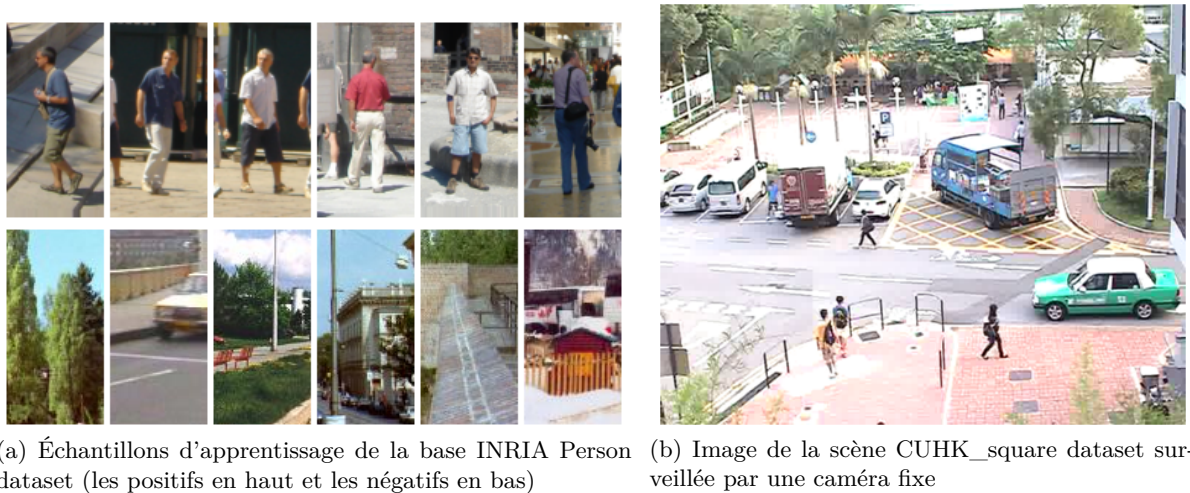 (a) Échantillons d'apprentissage de la base INRIA Person
dataset (les positifs en haut et les négatifs en bas)
(b) Image de la scène CUHK_square dataset sur-
veillée par une caméra fixe
P